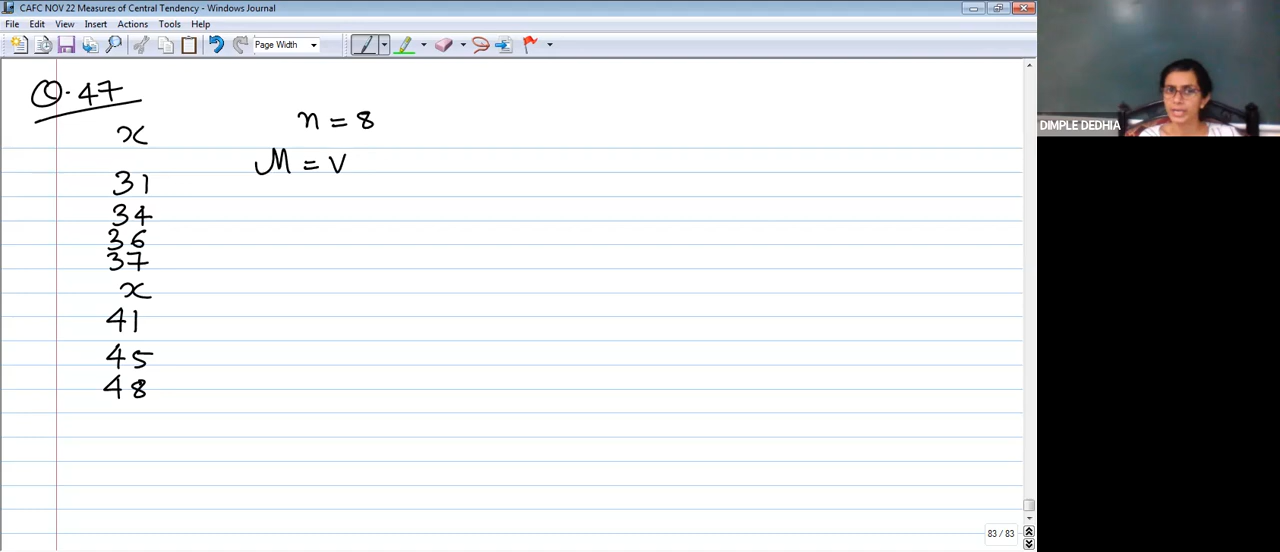 CAFC NOV 22 Measures of Central Tendency - Windows Journal
File Edit View Insert Actions Tools Help
Page Width
Q.47
x
n = 8
M = V
31
34
36
37
x
41
45
48
DIMPLE DEDHIA
83 / 83